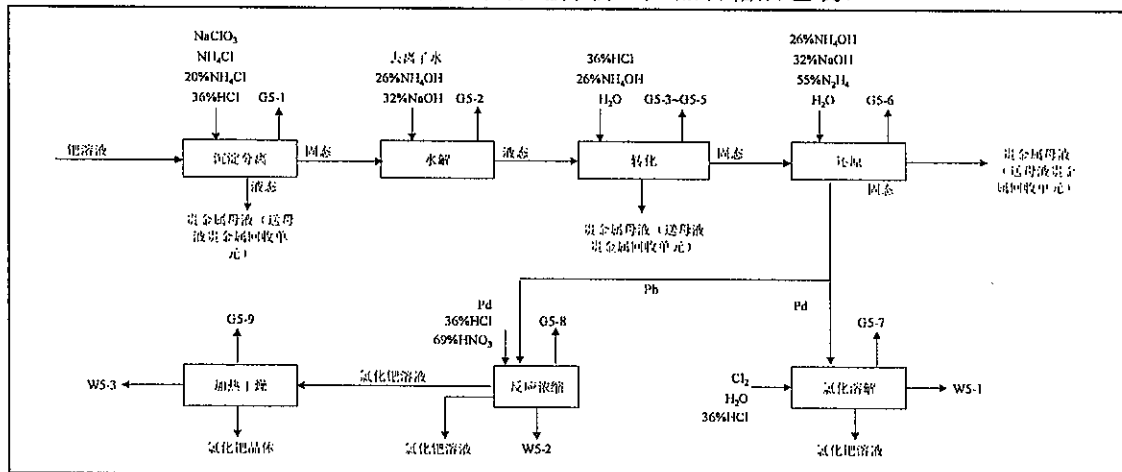 NaClO₃
NH₄Cl
20%NH₄Cl
36%HCl
G5-1
钯溶液
沉淀分离
固态
液态
贵金属母液（送母
液贵金属回收单
元）
去离子水
26%NH₄OH
32%NaOH
G5-2
水解
液态
36%HCl
26%NH₄OH
H₂O
G5-3~G5-5
转化
固态
贵金属母液（送母液
贵金属回收单元）
26%NH₄OH
32%NaOH
55%N₂H₄
H₂O
G5-6
还原
固态
贵金属母液
（送母液贵金
属回收单元）
Pb
Pd
G5-9
W5-3
加热干燥
氯化钯晶体
氯化钯溶液
Pd
36%HCl
69%HNO₃
G5-8
反应浓缩
氯化钯溶液
W5-2
G5-7
Cl₂
H₂O
36%HCl
氯化溶解
W5-1
氯化钯溶液